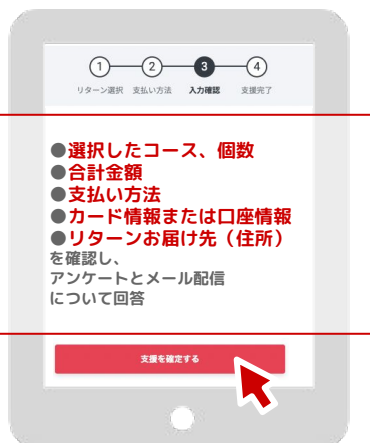 1 2 3 4
リターン選択 支払い方法 入力確認 支援完了
●選択したコース、個数
●合計金額
●支払い方法
●カード情報または口座情報
●リターンお届け先（住所）
を確認し、
アンケートとメール配信
について回答
支援を確定する